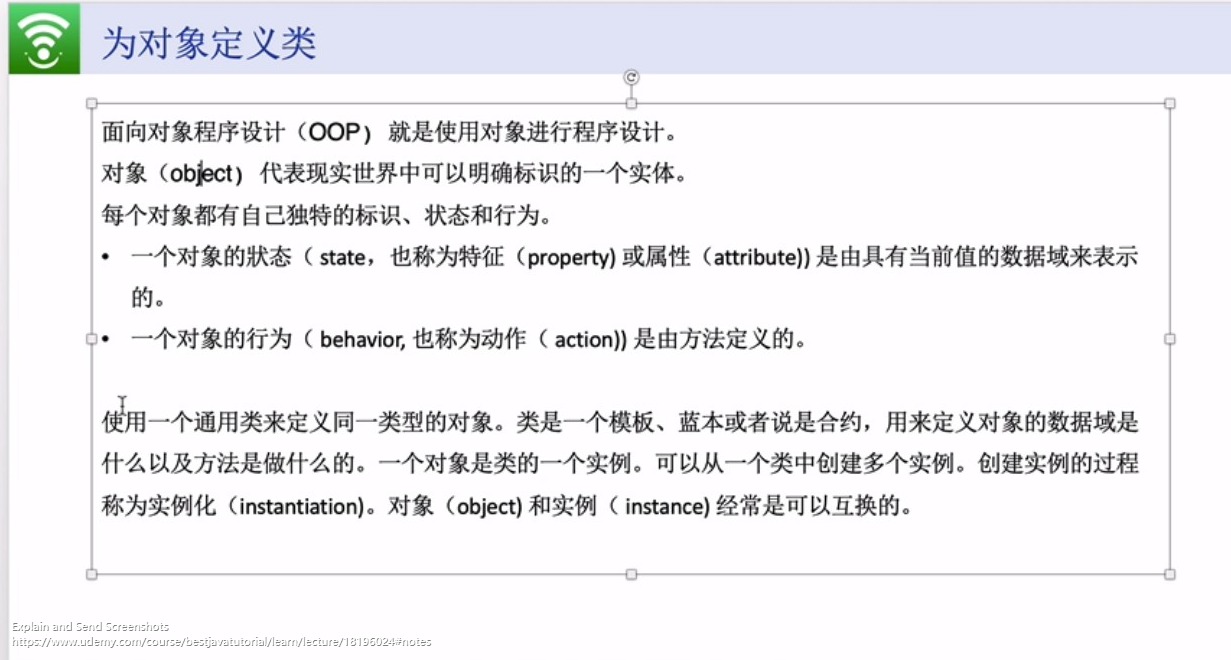 为对象定义类
面向对象程序设计（OOP） 就是使用对象进行程序设计。
对象（object） 代表现实世界中可以明确标识的一个实体。
每个对象都有自己独特的标识、状态和行为。
• 一个对象的狀态（ state，也称为特征（property) 或属性（attribute)) 是由具有当前值的数据域来表示
的。
• 一个对象的行为（ behavior, 也称为动作（ action)) 是由方法定义的。
使用一个通用类来定义同一类型的对象。类是一个模板、蓝本或者说是合约，用来定义对象的数据域是
什么以及方法是做什么的。一个对象是类的一个实例。可以从一个类中创建多个实例。创建实例的过程
称为实例化（instantiation)。对象（object) 和实例（ instance) 经常是可以互换的。
Explain and Send Screenshots
https://www.udemy.com/course/bestjavatutorial/learn/lecture/18196024#notes